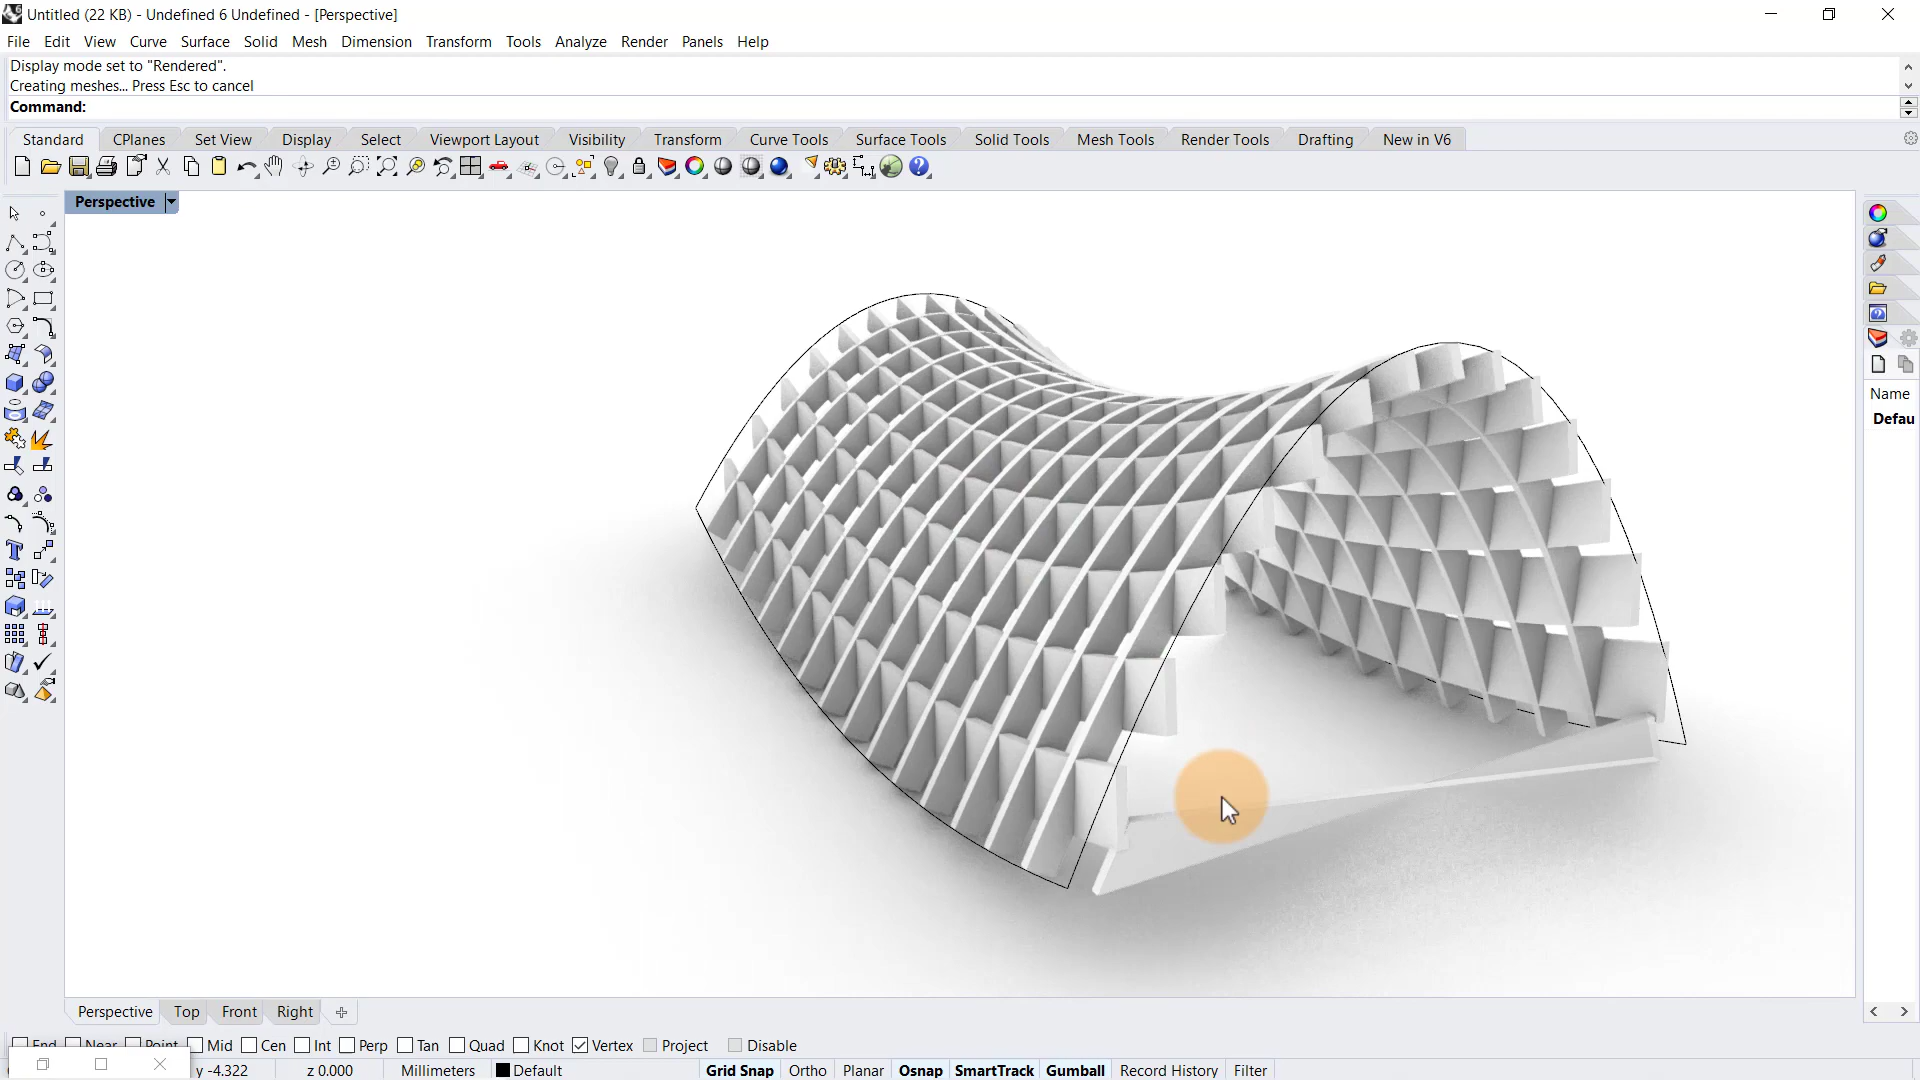 Untitled (22 KB) - Undefined 6 Undefined - [Perspective]
File Edit View Curve Surface Solid Mesh Dimension Transform Tools Analyze Render Panels Help
Display mode set to "Rendered".
Creating meshes... Press Esc to cancel
Command:
Standard CPlanes Set View Display Select Viewport Layout Visibility Transform Curve Tools Surface Tools Solid Tools Mesh Tools Render Tools Drafting New in V6
Perspective
Name
Defau
Perspective Top Front Right
End Near Point Mid Cen Int Perp Tan Quad Knot Vertex Project Disable
y -4.322 z 0.000 Millimeters Default Grid Snap Ortho Planar Osnap SmartTrack Gumball Record History Filter